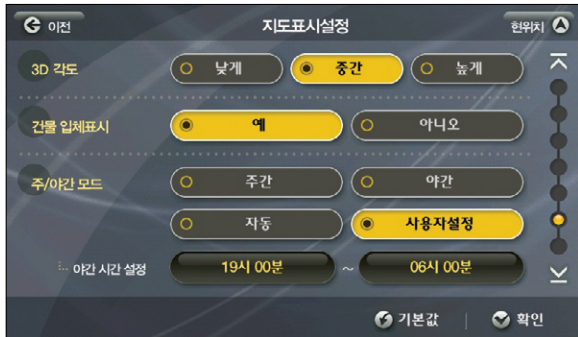 이전 지도표시설정 현위치
3D 각도 낮게 중간 높게
건물 입체표시 예 아니오
주/야간 모드 주간 야간
자동 사용자설정
야간 시간 설정 19시 00분 ~ 06시 00분
기본값 확인